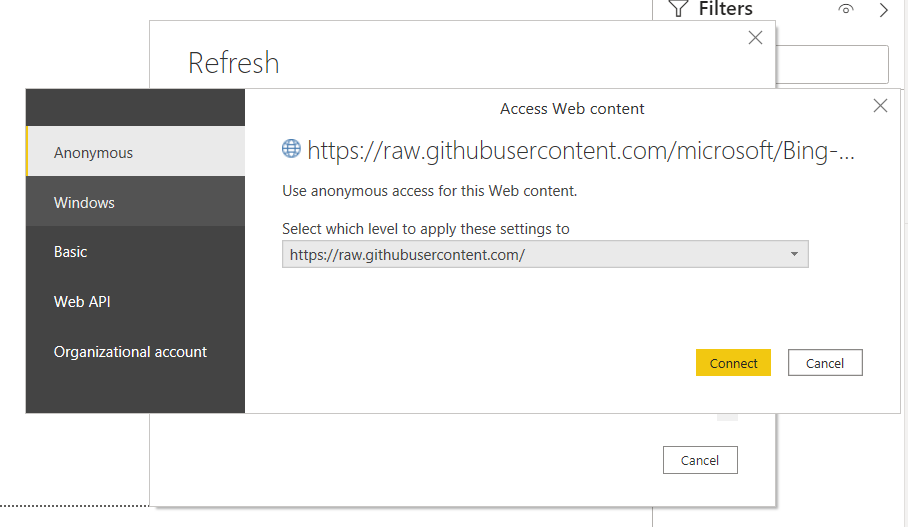 Filters
Refresh
Access Web content
https://raw.githubusercontent.com/microsoft/Bing-...
Anonymous
Windows
Basic
Web API
Organizational account
Use anonymous access for this Web content.
Select which level to apply these settings to
https://raw.githubusercontent.com/
Connect
Cancel
Cancel